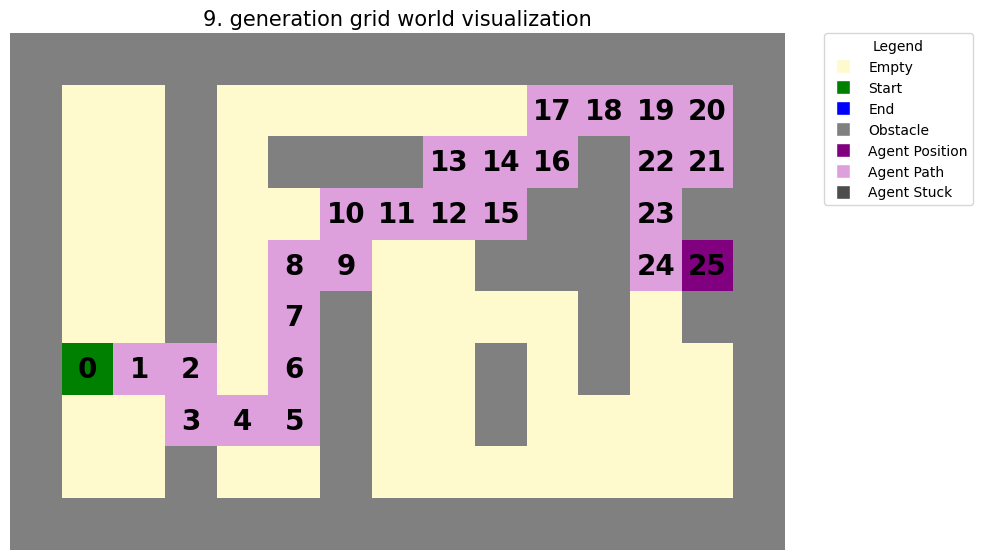 9. generation grid world visualization
Legend
Empty
Start
End
Obstacle
Agent Position
Agent Path
Agent Stuck
17 18 19 20
13 14 16 22 21
10 11 12 15 23
8 9 24 25
7
0 1 2 6
3 4 5